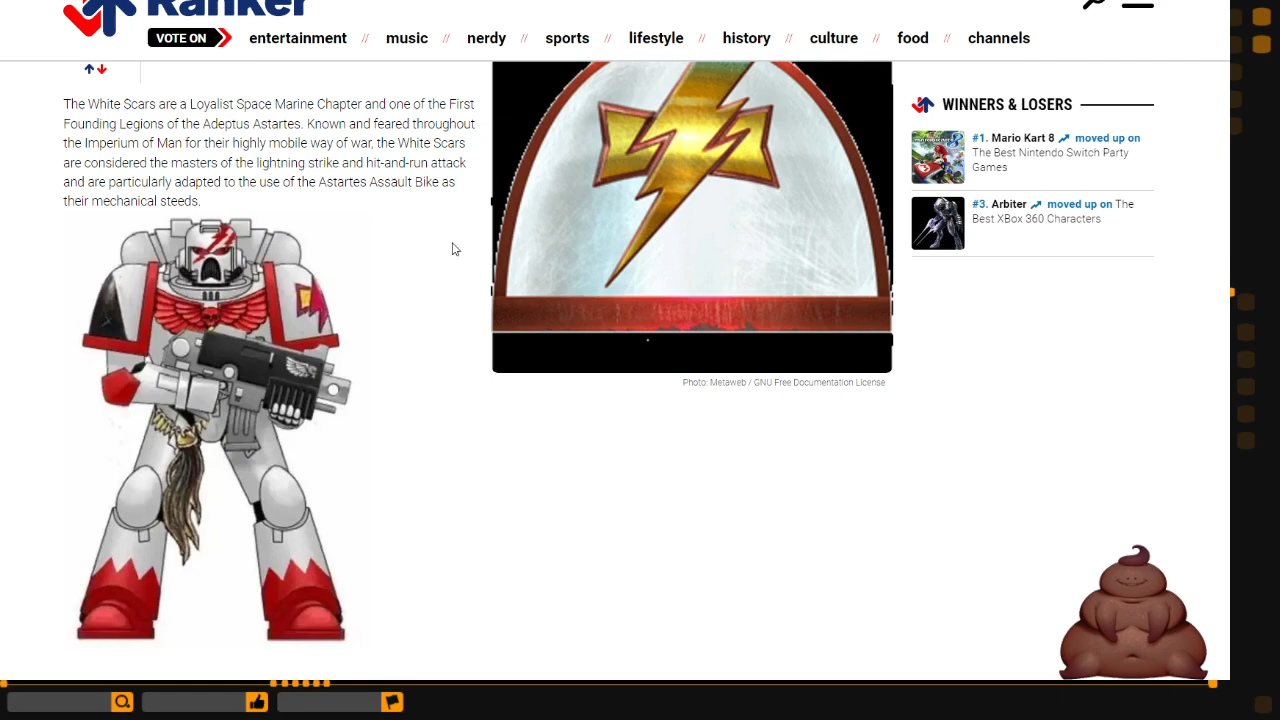 Ranker
VOTE ON
entertainment // music // nerdy // sports // lifestyle // history // culture // food // channels
The White Scars are a Loyalist Space Marine Chapter and one of the First
Founding Legions of the Adeptus Astartes. Known and feared throughout
the Imperium of Man for their highly mobile way of war, the White Scars
are considered the masters of the lightning strike and hit-and-run attack
and are particularly adapted to the use of the Astartes Assault Bike as
their mechanical steeds.
Photo: Metaweb / GNU Free Documentation License
WINNERS & LOSERS
#1. Mario Kart 8 moved up on
The Best Nintendo Switch Party
Games
#3. Arbiter moved up on The
Best XBox 360 Characters